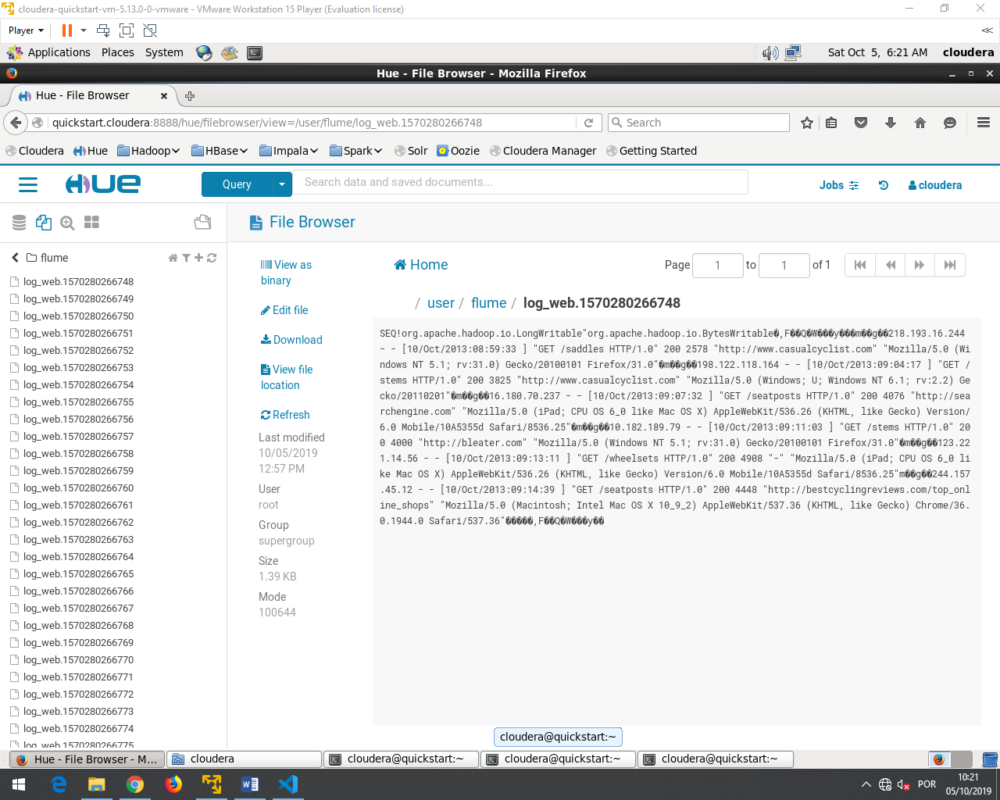 cloudera-quickstart-vm-5.13.0-0-vmware - VMware Workstation 15 Player (Evaluation license)
Player
Applications Places System
Sat Oct 5, 6:21 AM cloudera
Hue - File Browser - Mozilla Firefox
Hue - File Browser
quickstart.cloudera:8888/hue/filebrowser/view=/user/flume/log_web.1570280266748
Search
Cloudera Hue Hadoop HBase Impala Spark Solr Oozie Cloudera Manager Getting Started
HUE
Query
Search data and saved documents...
Jobs
cloudera
File Browser
flume
log_web.1570280266748
log_web.1570280266749
log_web.1570280266750
log_web.1570280266751
log_web.1570280266752
log_web.1570280266753
log_web.1570280266754
log_web.1570280266755
log_web.1570280266756
log_web.1570280266757
log_web.1570280266758
log_web.1570280266759
log_web.1570280266760
log_web.1570280266761
log_web.1570280266762
log_web.1570280266763
log_web.1570280266764
log_web.1570280266765
log_web.1570280266766
log_web.1570280266767
log_web.1570280266768
log_web.1570280266769
log_web.1570280266770
log_web.1570280266771
log_web.1570280266772
log_web.1570280266773
log_web.1570280266774
log_web.1570280266775
View as
binary
Edit file
Download
View file
location
Refresh
Last modified
10/05/2019
12:57 PM
User
root
Group
supergroup
Size
1.39 KB
Mode
100644
Home
Page 1 to 1 of 1
/ user / flume / log_web.1570280266748
SEQ!org.apache.hadoop.io.LongWritable"org.apache.hadoop.io.BytesWritable�,F��Q�W���y���m��g��218.193.16.244
- - [10/Oct/2013:08:59:33 ] "GET /saddles HTTP/1.0" 200 2578 "http://www.casualcyclist.com" "Mozilla/5.0 (Wi
ndows NT 5.1; rv:31.0) Gecko/20100101 Firefox/31.0"�m��g��198.122.118.164 - - [10/Oct/2013:09:04:17 ] "GET /
stems HTTP/1.0" 200 3825 "http://www.casualcyclist.com" "Mozilla/5.0 (Windows; U; Windows NT 6.1; rv:2.2) Ge
cko/20110201"�m��g��16.180.70.237 - - [10/Oct/2013:09:07:32 ] "GET /seatposts HTTP/1.0" 200 4076 "http://sea
rchengine.com" "Mozilla/5.0 (iPad; CPU OS 6_0 like Mac OS X) AppleWebKit/536.26 (KHTML, like Gecko) Version/
6.0 Mobile/10A5355d Safari/8536.25"�m��g��10.182.189.79 - - [10/Oct/2013:09:11:03 ] "GET /stems HTTP/1.0" 20
0 4000 "http://bleater.com" "Mozilla/5.0 (Windows NT 5.1; rv:31.0) Gecko/20100101 Firefox/31.0"�m��g��123.22
1.14.56 - - [10/Oct/2013:09:13:11 ] "GET /wheelsets HTTP/1.0" 200 4908 "-" "Mozilla/5.0 (iPad; CPU OS 6_0 li
ke Mac OS X) AppleWebKit/536.26 (KHTML, like Gecko) Version/6.0 Mobile/10A5355d Safari/8536.25"m��g��244.157
.45.12 - - [10/Oct/2013:09:14:39 ] "GET /seatposts HTTP/1.0" 200 4448 "http://bestcyclingreviews.com/top_onl
ine_shops" "Mozilla/5.0 (Macintosh; Intel Mac OS X 10_9_2) AppleWebKit/537.36 (KHTML, like Gecko) Chrome/36.
0.1944.0 Safari/537.36"�����,F��Q�W���y��
cloudera@quickstart:~
Hue - File Browser - M...
cloudera
cloudera@quickstart:~
cloudera@quickstart:~
cloudera@quickstart:~
POR
10:21
05/10/2019